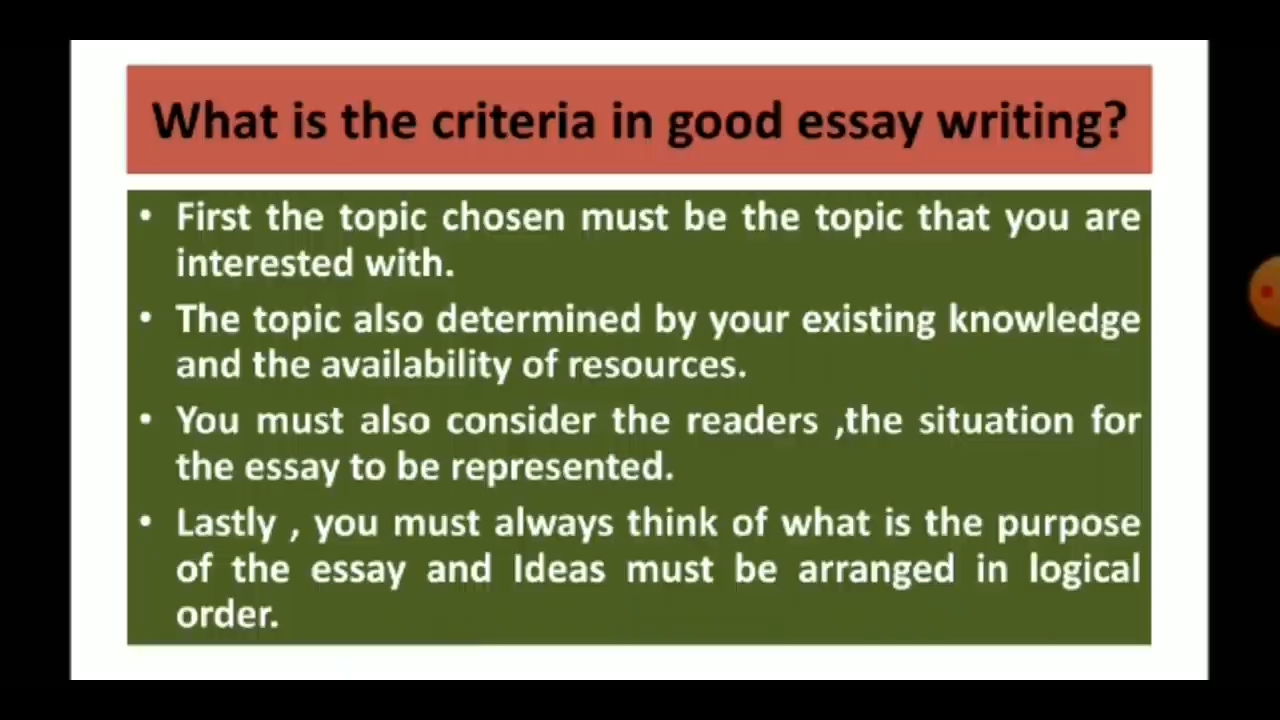 What is the criteria in good essay writing?
• First the topic chosen must be the topic that you are
interested with.
• The topic also determined by your existing knowledge
and the availability of resources.
• You must also consider the readers ,the situation for
the essay to be represented.
• Lastly , you must always think of what is the purpose
of the essay and Ideas must be arranged in logical
order.